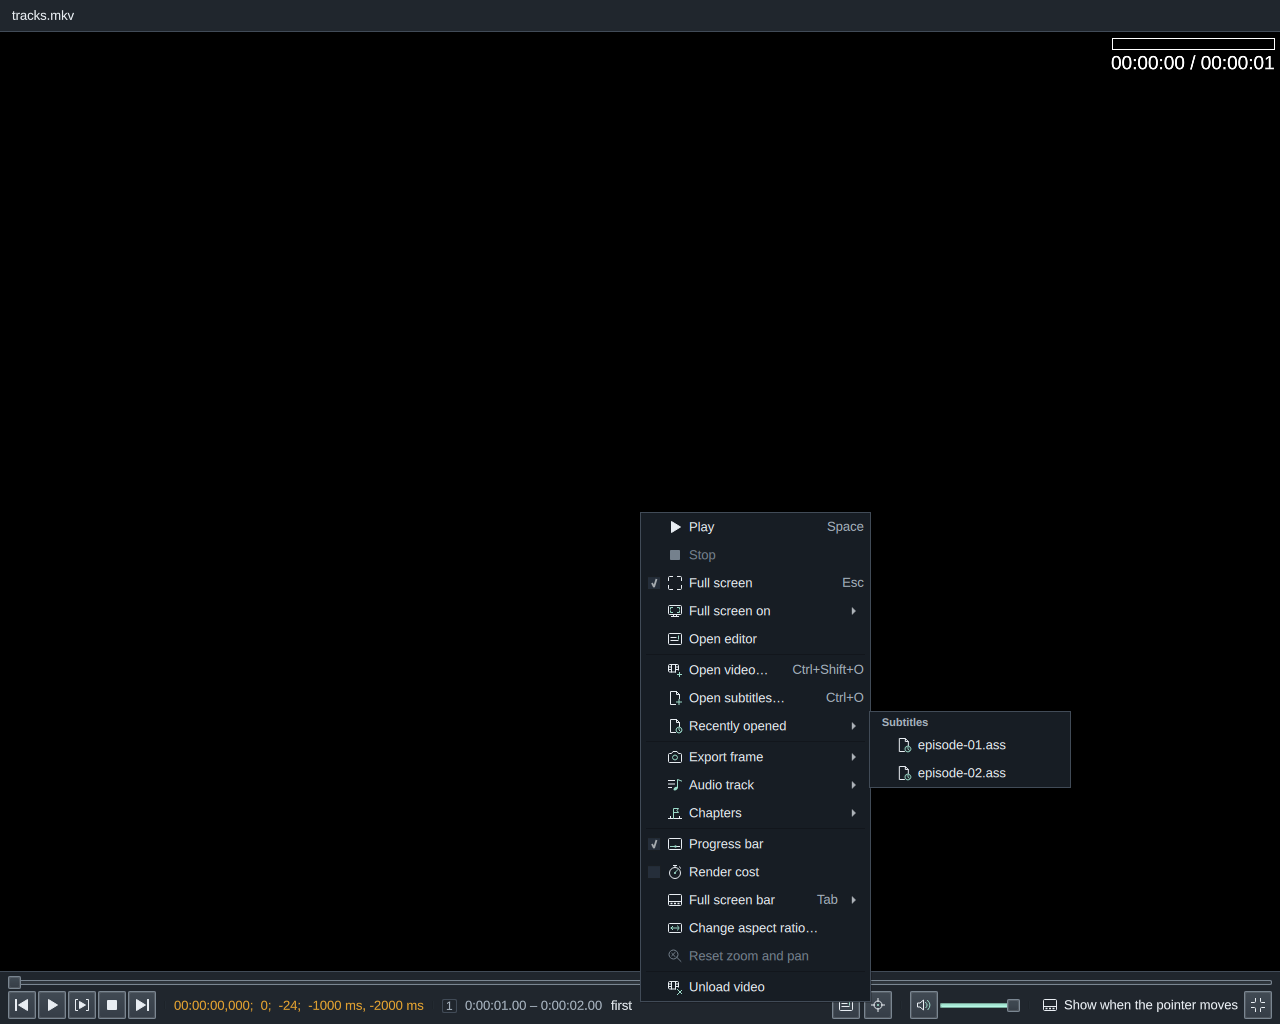 tracks.mkv
00:00:00 / 00:00:01
Play Space
Stop
Full screen Esc
Full screen on
Open editor
Open video… Ctrl+Shift+O
Open subtitles… Ctrl+O
Recently opened
Subtitles
episode-01.ass
episode-02.ass
Export frame
Audio track
Chapters
Progress bar
Render cost
Full screen bar Tab
Change aspect ratio…
Reset zoom and pan
Unload video
00:00:00,000; 0; -24; -1000 ms, -2000 ms 1 0:00:01.00 – 0:00:02.00 first Show when the pointer moves